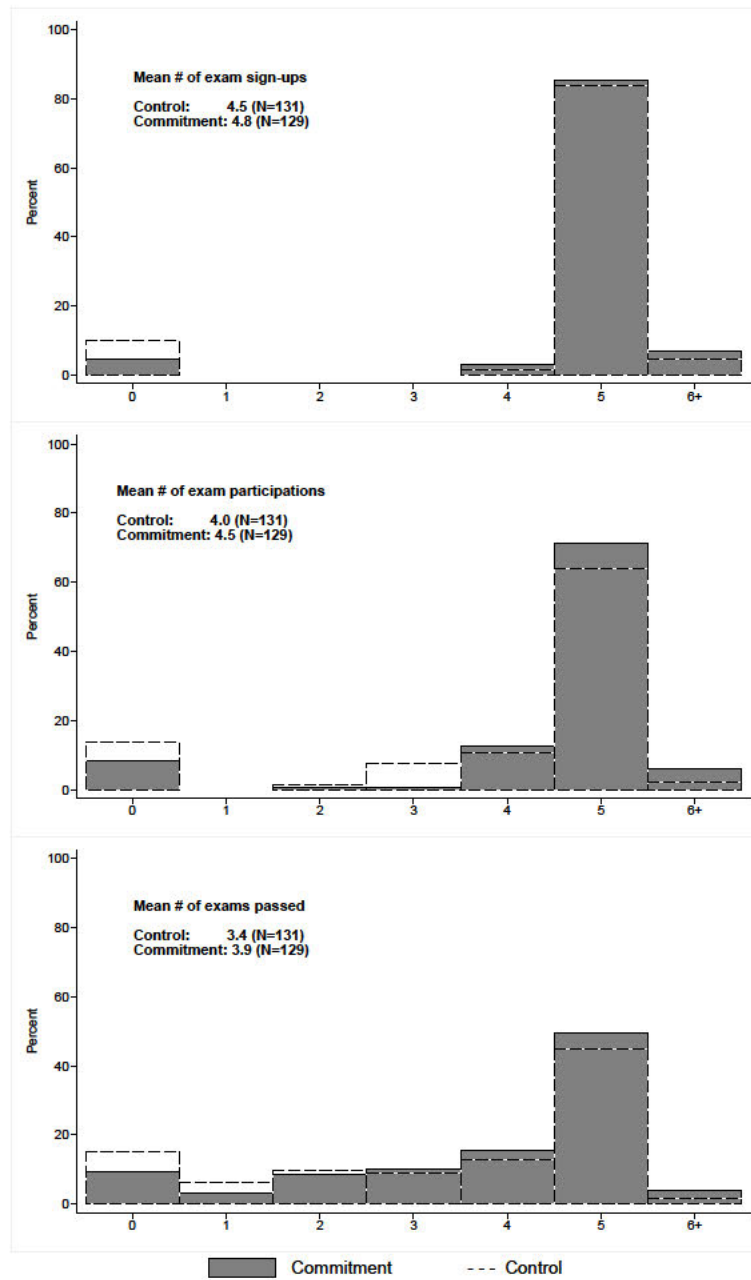 100
Mean # of exam sign-ups
Control: 4.5 (N=131)
Commitment: 4.8 (N=129)
80
60
Percent
40
20
0
0 1 2 3 4 5 6+
100
Mean # of exam participations
Control: 4.0 (N=131)
Commitment: 4.5 (N=129)
80
60
Percent
40
20
0
0 1 2 3 4 5 6+
100
Mean # of exams passed
Control: 3.4 (N=131)
Commitment: 3.9 (N=129)
80
60
Percent
40
20
0
0 1 2 3 4 5 6+
Commitment Control